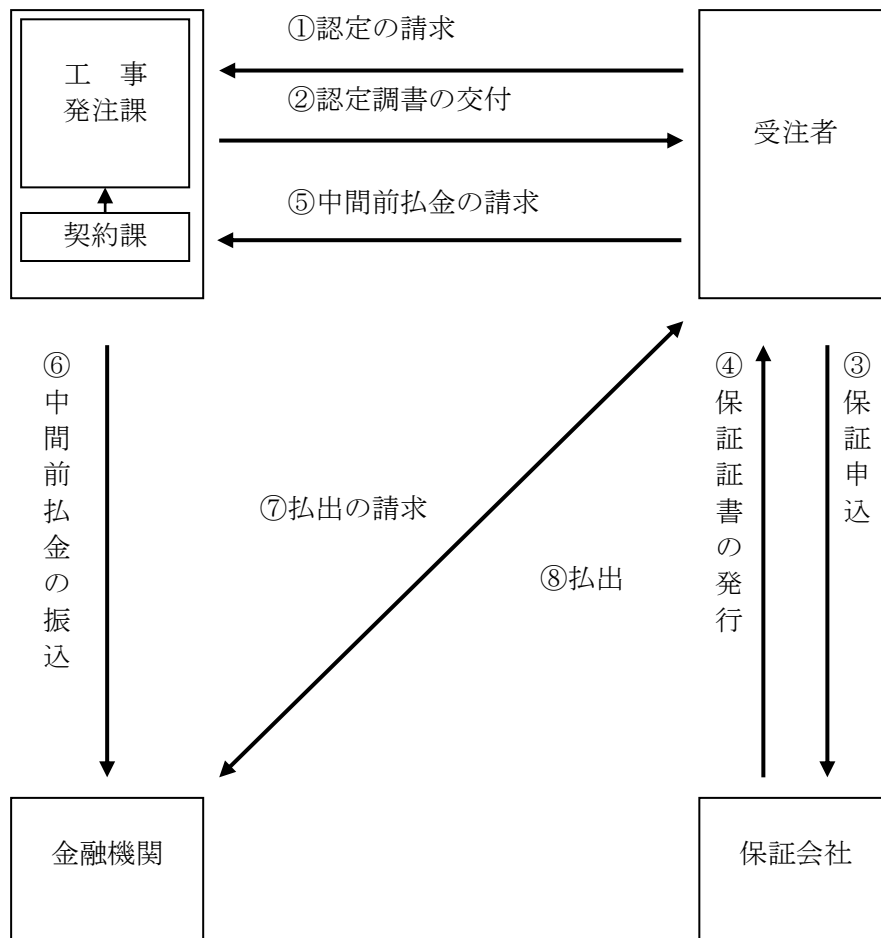 ①認定の請求
工　事
発注課
②認定調書の交付
受注者
⑤中間前払金の請求
契約課
⑥中間前払金の振込
④保証証書の発行
③保証申込
⑦払出の請求
⑧払出
金融機関
保証会社